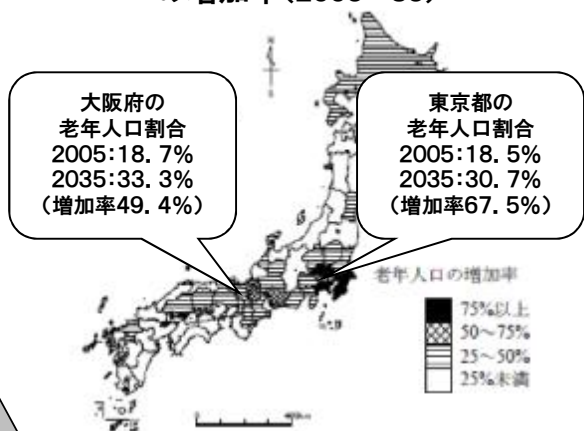 の増加率(2005-35)
大阪府の
老年人口割合
2005:18.7%
2035:33.3%
(増加率49.4%)
東京都の
老年人口割合
2005:18.5%
2035:30.7%
(増加率67.5%)
老年人口の増加率
75%以上
50~75%
25~50%
25%未満
0